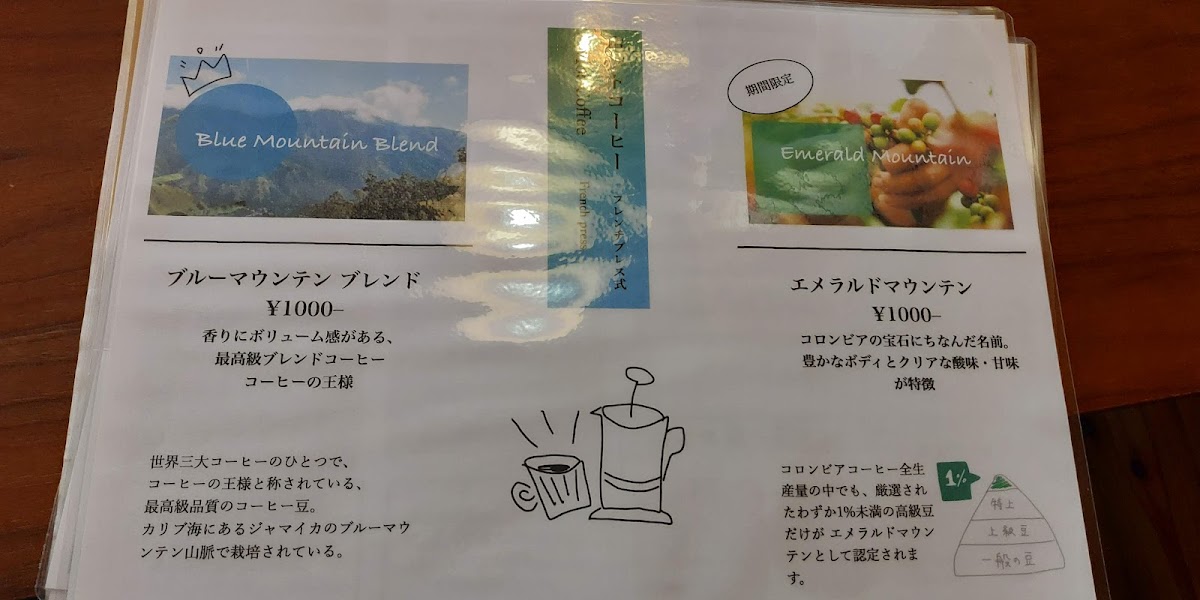 Blue Mountain Blend
ブルーマウンテン ブレンド
¥1000–
香りにボリューム感がある、
最高級ブレンドコーヒー
コーヒーの王様
世界三大コーヒーのひとつで、
コーヒーの王様と称されている、
最高級品質のコーヒー豆。
カリブ海にあるジャマイカのブルーマウ
ンテン山脈で栽培されている。
ットコーヒー フレンチプレス式
coffee French press
期間限定
Emerald Mountain
エメラルドマウンテン
¥1000–
コロンビアの宝石にちなんだ名前。
豊かなボディとクリアな酸味・甘味
が特徴
コロンビアコーヒー全生
産量の中でも、厳選され
たわずか1%未満の高級豆
だけが エメラルドマウン
テンとして認定されま
す。
1%
特上
上級豆
一般の豆